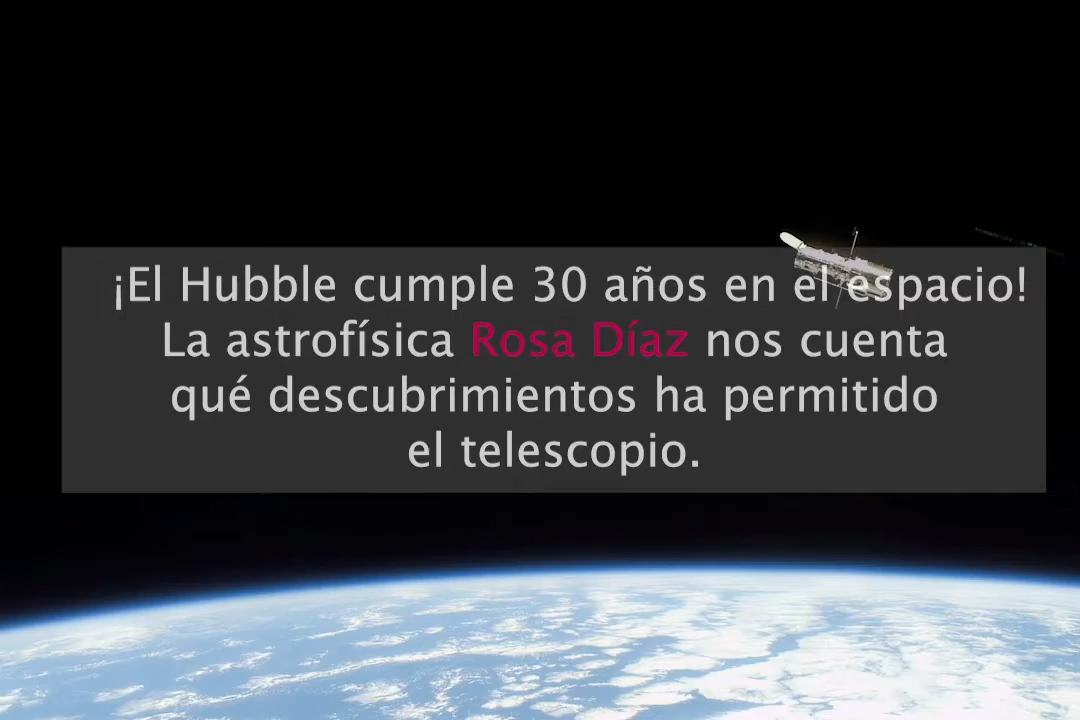 ¡El Hubble cumple 30 años en el espacio!
La astrofísica Rosa Díaz nos cuenta
qué descubrimientos ha permitido
el telescopio.